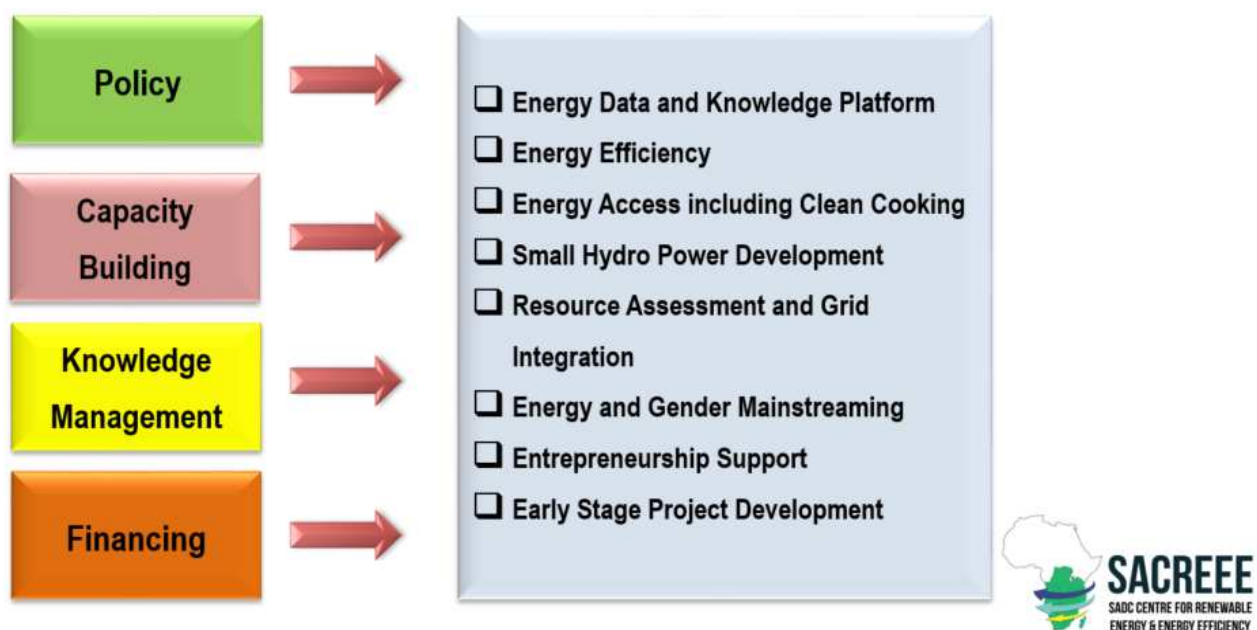 Policy
Capacity
Building
Knowledge
Management
Financing
Energy Data and Knowledge Platform
Energy Efficiency
Energy Access including Clean Cooking
Small Hydro Power Development
Resource Assessment and Grid
Integration
Energy and Gender Mainstreaming
Entrepreneurship Support
Early Stage Project Development
SACREEE
SADC CENTRE FOR RENEWABLE
ENERGY & ENERGY EFFICIENCY